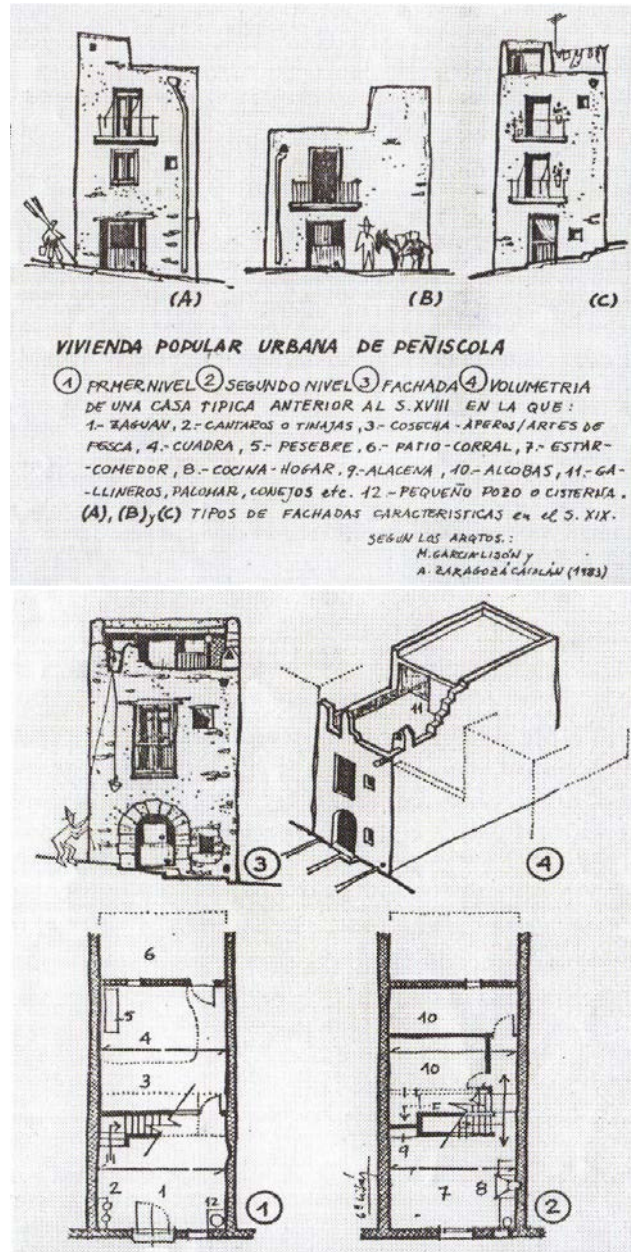 (A) (B) (C)
VIVIENDA POPULAR URBANA DE PEÑISCOLA
① PRMER NIVEL ② SEGUNDO NIVEL ③ FACHADA ④ VOLUMETRIA
DE UNA CASA TIPICA ANTERIOR AL S.XVIII EN LA QUE:
1.- ZAGUAN, 2.- CANTAROS O TINAJAS, 3.- COSECHA-APEROS/ARTES DE
PESCA, 4.- CUADRA, 5.- PESEBRE, 6.- PATIO-CORRAL, 7.- ESTAR-
-COMEDOR, 8.- COCINA-HOGAR, 9.- ALACENA, 10.- ALCOBAS, 11.- GA-
-LLINEROS, PALOMAR, CONEJOS etc. 12.- PEQUEÑO POZO O CISTERNA.
(A), (B) y (C) TIPOS DE FACHADAS CARACTERISTICAS en el S. XIX.
SEGUN LOS ARQTOS.:
M. GARCIA-LISÓN y
A. ZARAGOZÁ CATALÁN (1983)
11
③ ④
6
5
4
3
2 1 12 ①
10
10
9
7 8 ②